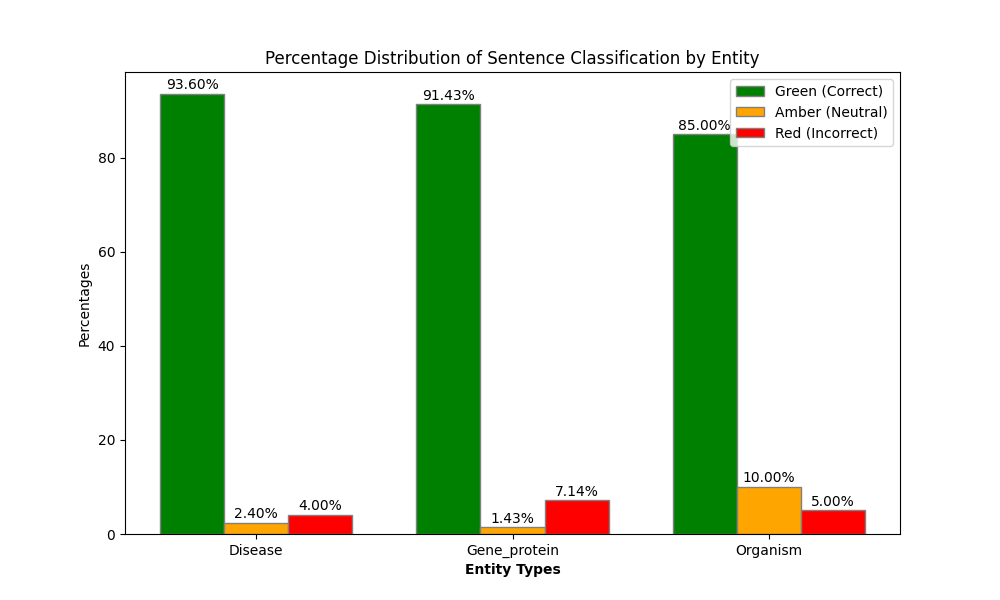 Percentage Distribution of Sentence Classification by Entity
93.60%
91.43%
85.00%
Green (Correct)
Amber (Neutral)
Red (Incorrect)
80
60
40
20
0
Percentages
2.40%
4.00%
1.43%
7.14%
10.00%
5.00%
Disease
Gene_protein
Organism
Entity Types